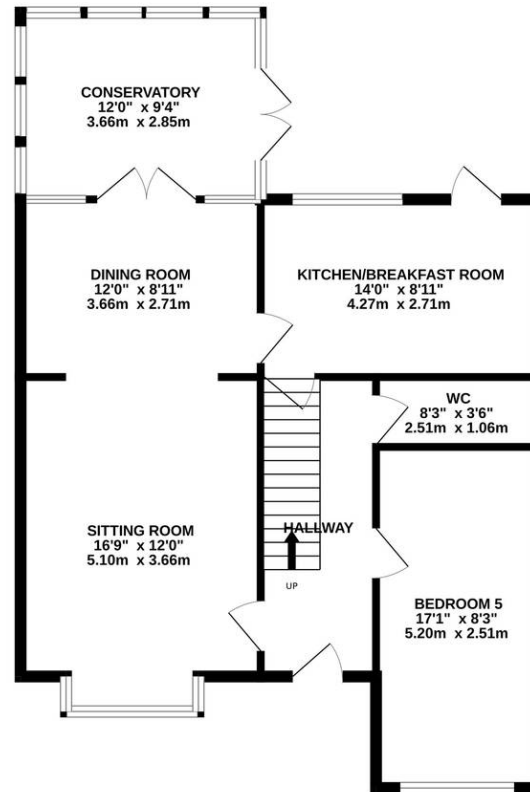 CONSERVATORY
12'0" x 9'4"
3.66m x 2.85m
DINING ROOM
12'0" x 8'11"
3.66m x 2.71m
KITCHEN/BREAKFAST ROOM
14'0" x 8'11"
4.27m x 2.71m
WC
8'3" x 3'6"
2.51m x 1.06m
SITTING ROOM
16'9" x 12'0"
5.10m x 3.66m
HALLWAY
UP
BEDROOM 5
17'1" x 8'3"
5.20m x 2.51m